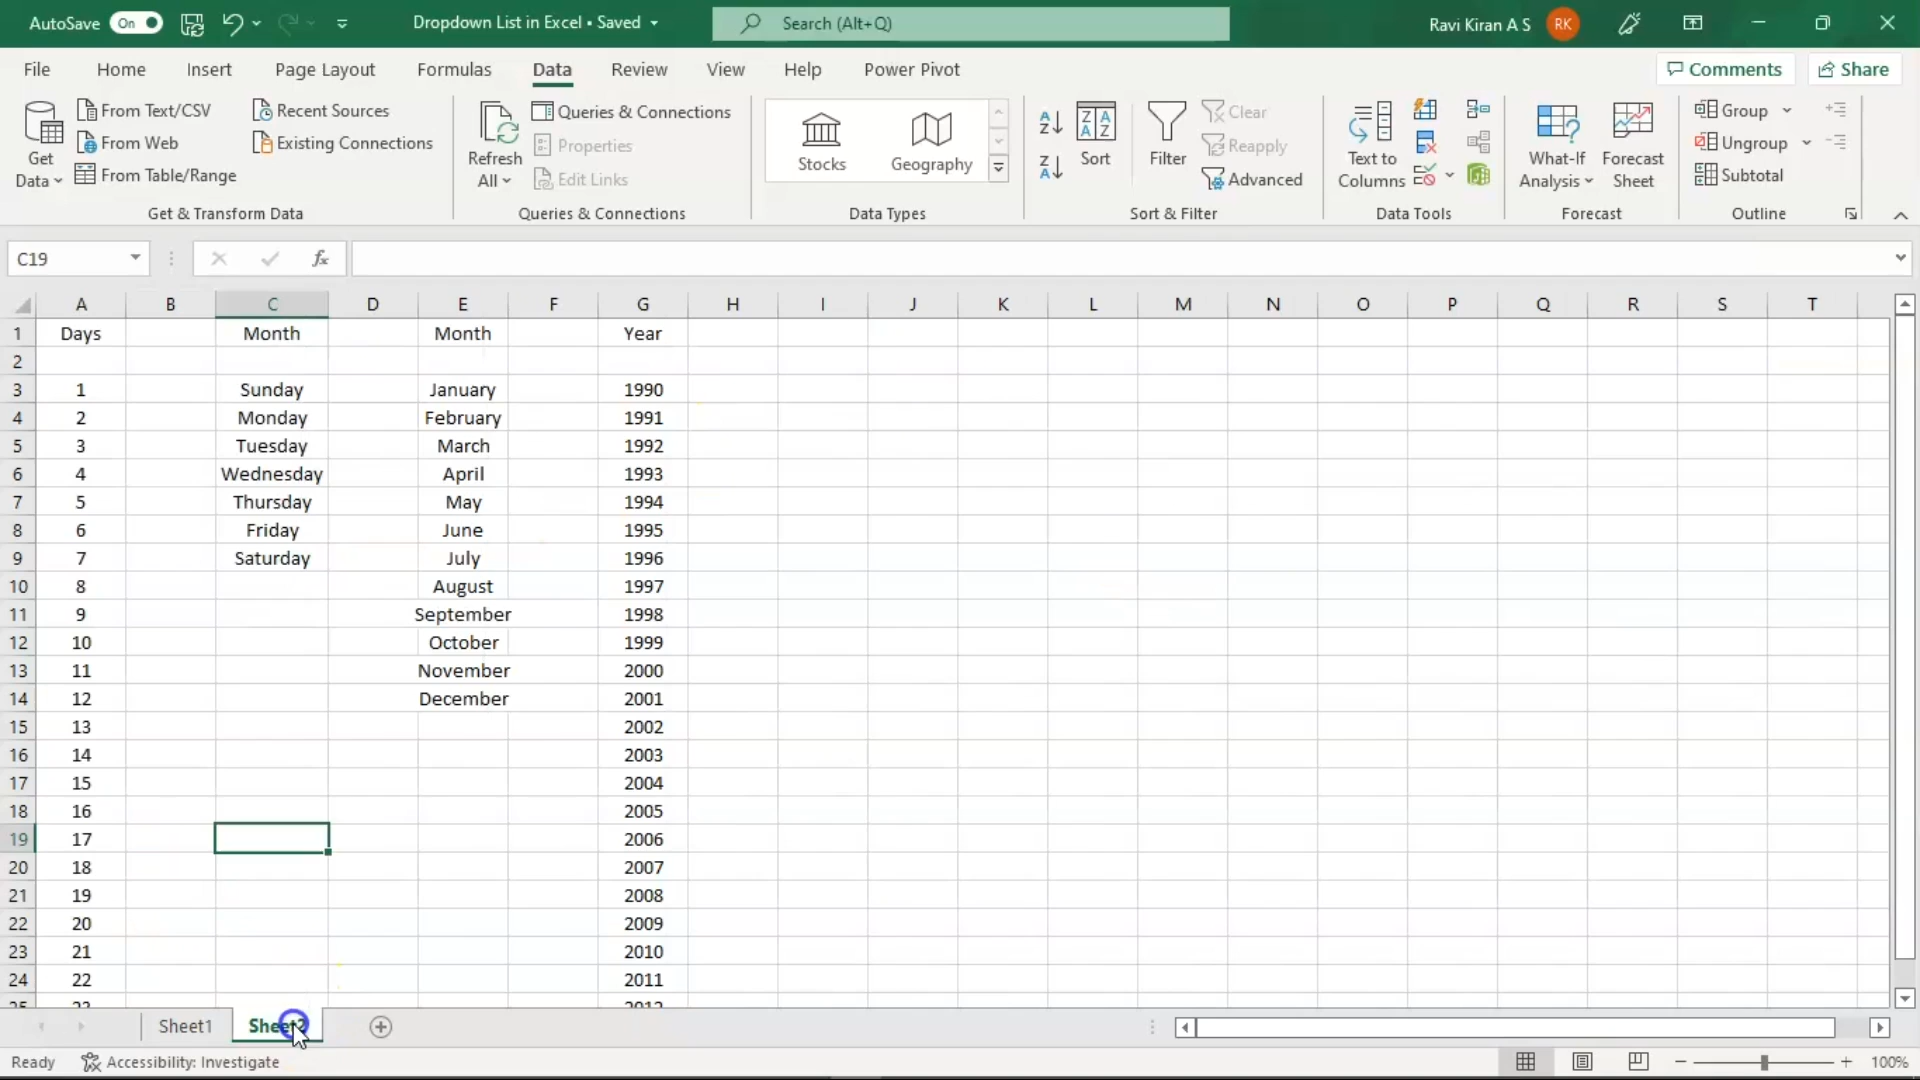 AutoSave On Dropdown List in Excel • Saved Search (Alt+Q) Ravi Kiran A S RK
File Home Insert Page Layout Formulas Data Review View Help Power Pivot Comments Share
Get Data
From Text/CSV
From Web
From Table/Range
Recent Sources
Existing Connections
Get & Transform Data
Refresh All
Queries & Connections
Properties
Edit Links
Queries & Connections
Stocks
Geography
Data Types
Sort
Filter
Clear
Reapply
Advanced
Sort & Filter
Text to Columns
Data Tools
What-If Analysis
Forecast Sheet
Forecast
Group
Ungroup
Subtotal
Outline
C19 fx
A B C D E F G H I J K L M N O P Q R S T
1 Days Month Month Year
2
3 1 Sunday January 1990
4 2 Monday February 1991
5 3 Tuesday March 1992
6 4 Wednesday April 1993
7 5 Thursday May 1994
8 6 Friday June 1995
9 7 Saturday July 1996
10 8 August 1997
11 9 September 1998
12 10 October 1999
13 11 November 2000
14 12 December 2001
15 13 2002
16 14 2003
17 15 2004
18 16 2005
19 17 2006
20 18 2007
21 19 2008
22 20 2009
23 21 2010
24 22 2011
25 23 2012
Sheet1 Sheet2
Ready Accessibility: Investigate 100%